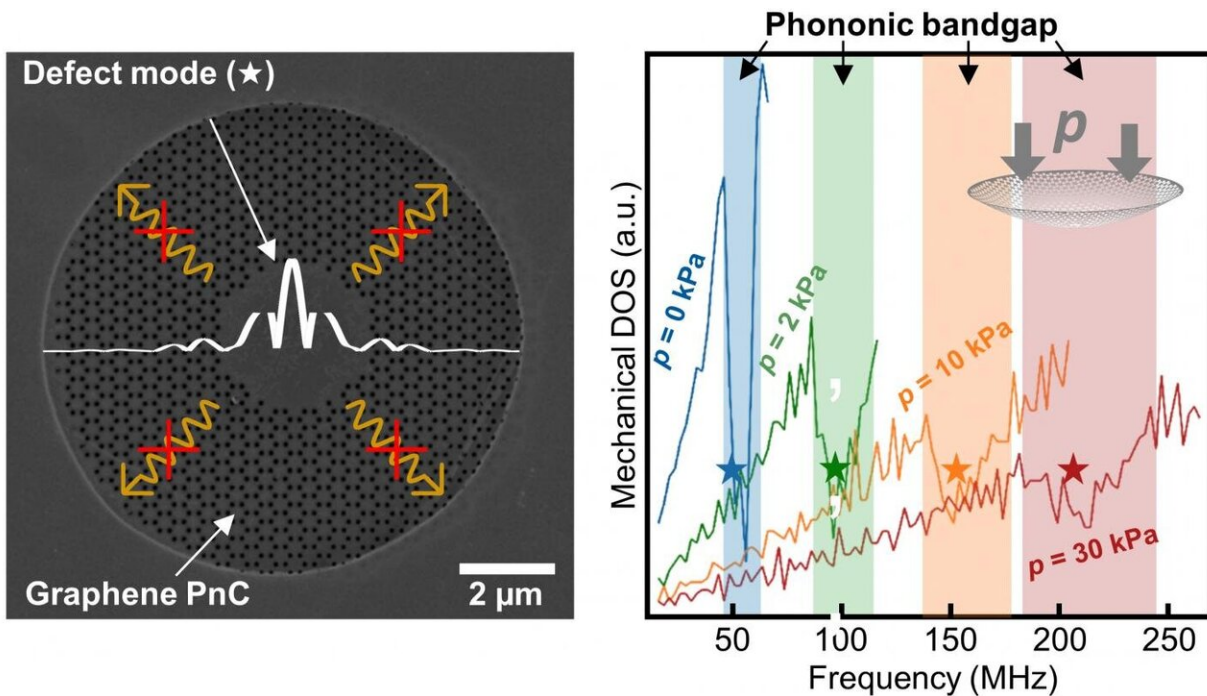 Defect mode (★)
Graphene PnC
2 µm
Phononic bandgap
p
p = 0 kPa
p = 2 kPa
p = 10 kPa
p = 30 kPa
,
,
Mechanical DOS (a.u.)
50 100 150 200 250
Frequency (MHz)